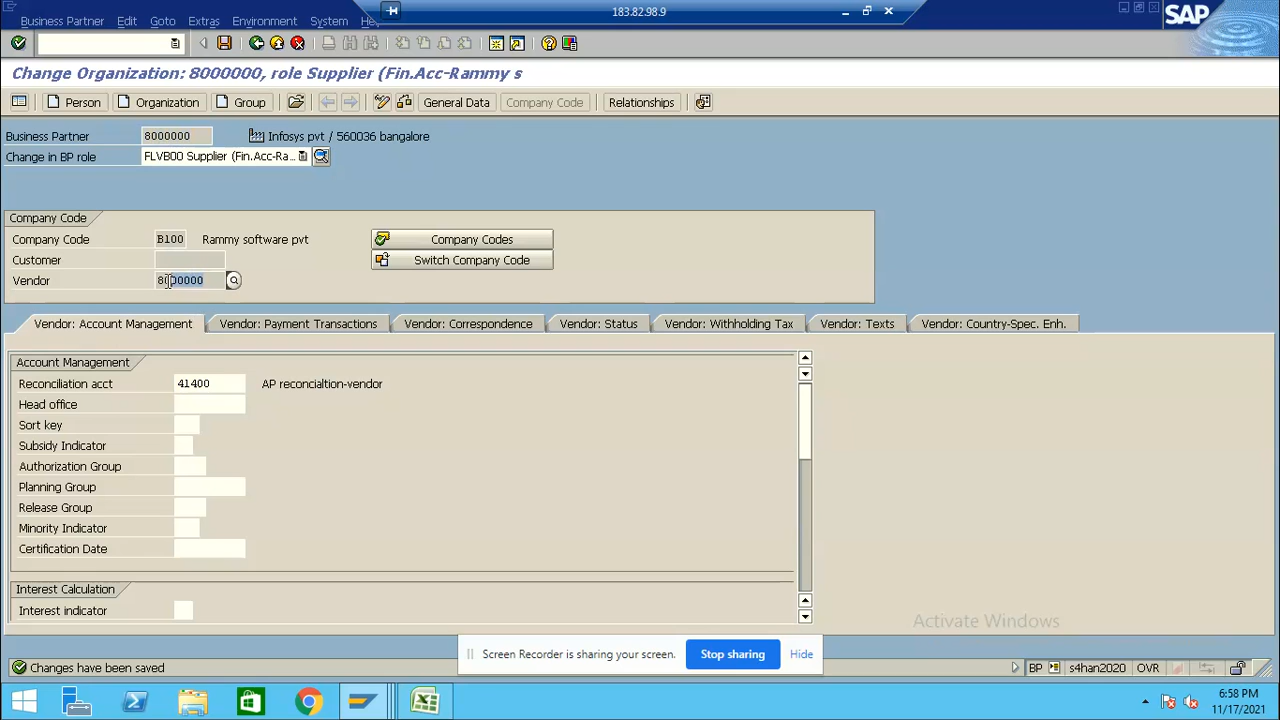 183.82.98.9
Business Partner Edit Goto Extras Environment System He
SAP
Change Organization: 8000000, role Supplier (Fin.Acc-Rammy s
Person Organization Group General Data Company Code Relationships
Business Partner 8000000 Infosys pvt / 560036 bangalore
Change in BP role FLVB00 Supplier (Fin.Acc-Ra...
Company Code
Company Code B100 Rammy software pvt Company Codes
Customer Switch Company Code
Vendor 8000000
Vendor: Account Management Vendor: Payment Transactions Vendor: Correspondence Vendor: Status Vendor: Withholding Tax Vendor: Texts Vendor: Country-Spec. Enh.
Account Management
Reconciliation acct 41400 AP reconcialtion-vendor
Head office
Sort key
Subsidy Indicator
Authorization Group
Planning Group
Release Group
Minority Indicator
Certification Date
Interest Calculation
Interest indicator
Activate Windows
Screen Recorder is sharing your screen. Stop sharing Hide
Changes have been saved BP s4han2020 OVR
6:58 PM
11/17/2021